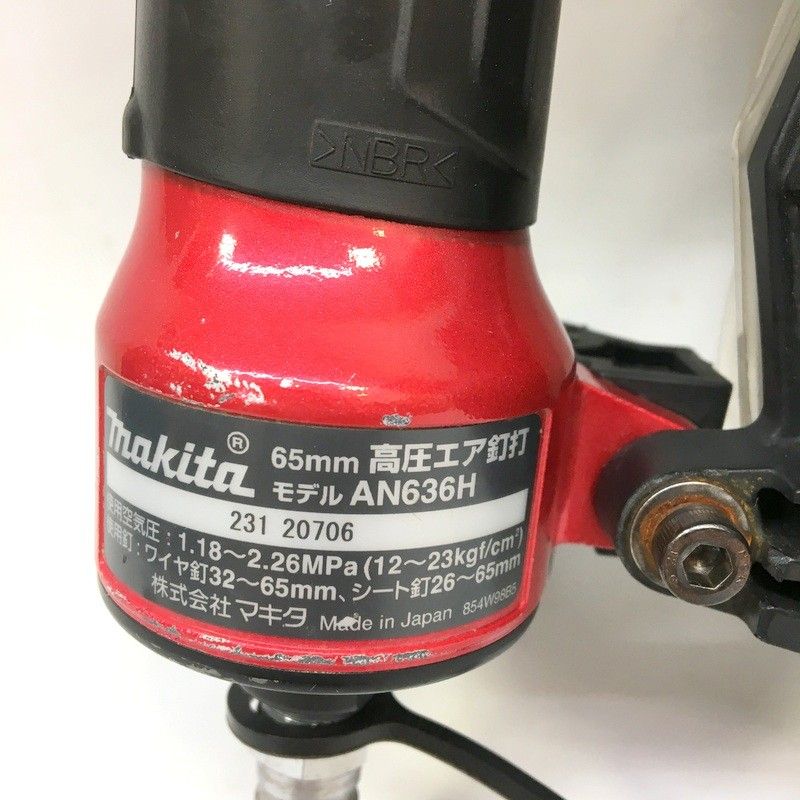 >NBR<
makita® 65mm 高圧エア釘打
モデル AN636H
231 20706
使用空気圧:1.18~2.26MPa(12~23kgf/cm²)
使用釘:ワイヤ釘32~65mm、シート釘26~65mm
株式会社 マキタ Made in Japan 854W98B5